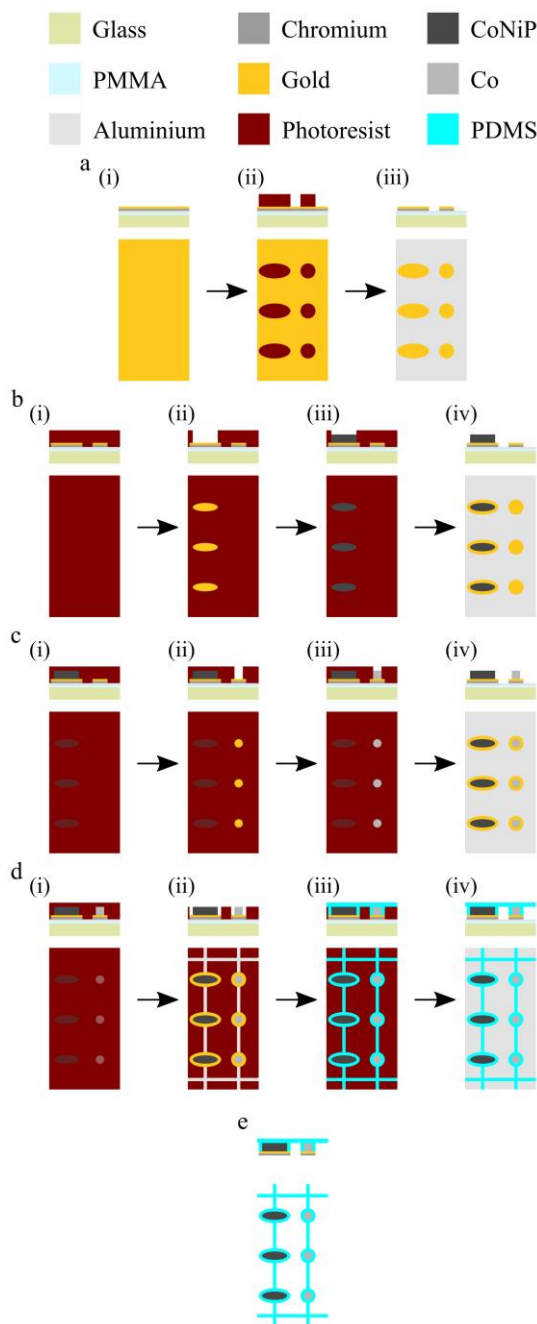 Glass Chromium CoNiP
PMMA Gold Co
Aluminium Photoresist PDMS
a
(i) (ii) (iii)
b
(i) (ii) (iii) (iv)
c
(i) (ii) (iii) (iv)
d
(i) (ii) (iii) (iv)
e